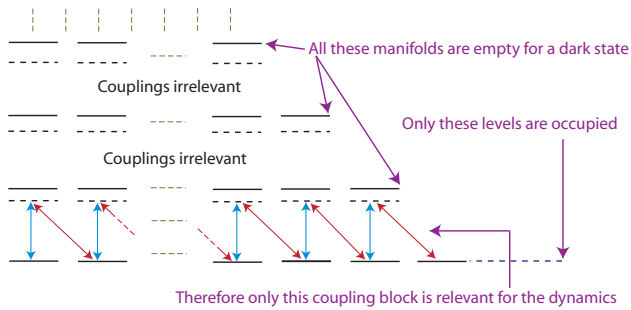 All these manifolds are empty for a dark state
Couplings irrelevant
Only these levels are occupied
Couplings irrelevant
Therefore only this coupling block is relevant for the dynamics